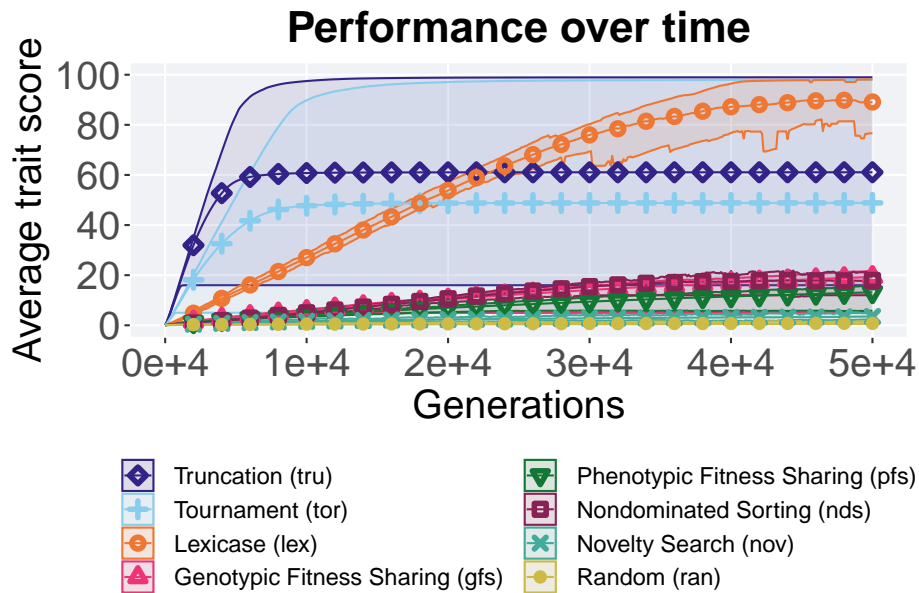 Performance over time
Average trait score
100
80
60
40
20
0
0e+4 1e+4 2e+4 3e+4 4e+4 5e+4
Generations
Truncation (tru)
Tournament (tor)
Lexicase (lex)
Genotypic Fitness Sharing (gfs)
Phenotypic Fitness Sharing (pfs)
Nondominated Sorting (nds)
Novelty Search (nov)
Random (ran)